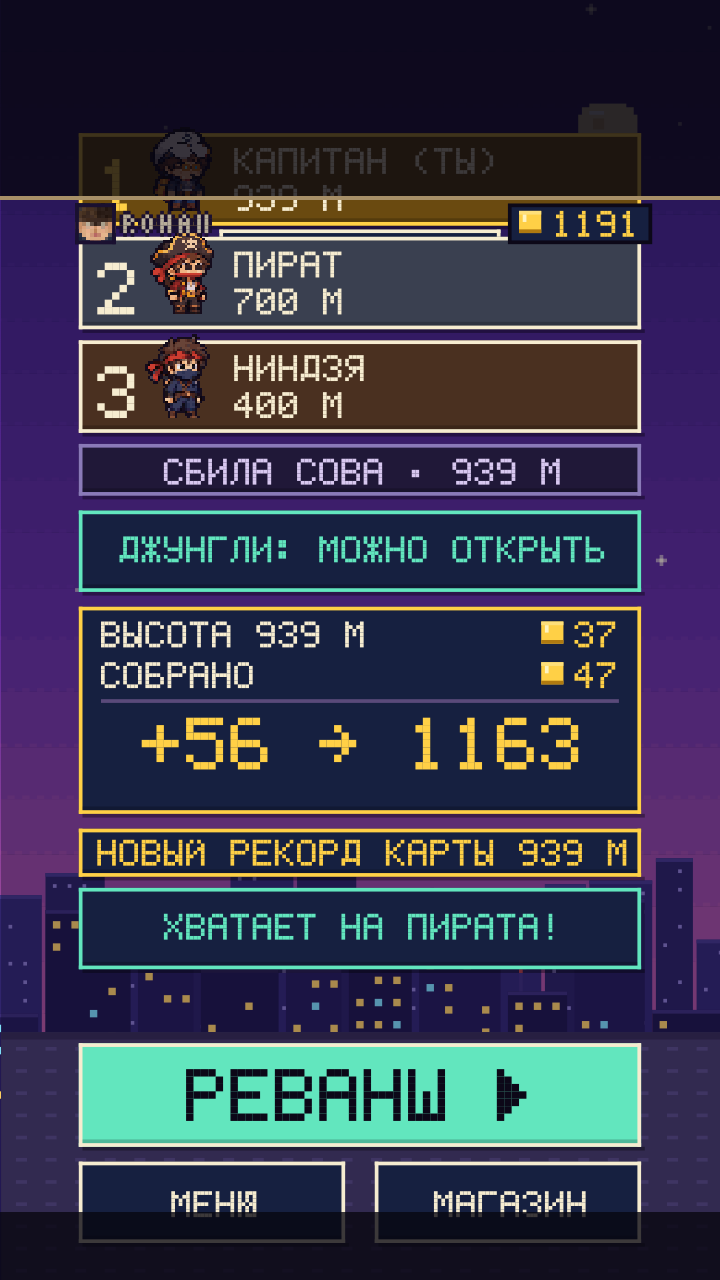 1
КАПИТАН (ТЫ)
939 М
1191
2
ПИРАТ
700 М
3
НИНДЗЯ
400 М
СБИЛА СОВА · 939 М
ДЖУНГЛИ: МОЖНО ОТКРЫТЬ
ВЫСОТА 939 М 37
СОБРАНО 47
+56 → 1163
НОВЫЙ РЕКОРД КАРТЫ 939 М
ХВАТАЕТ НА ПИРАТА!
РЕВАНШ
МЕНЮ
МАГАЗИН